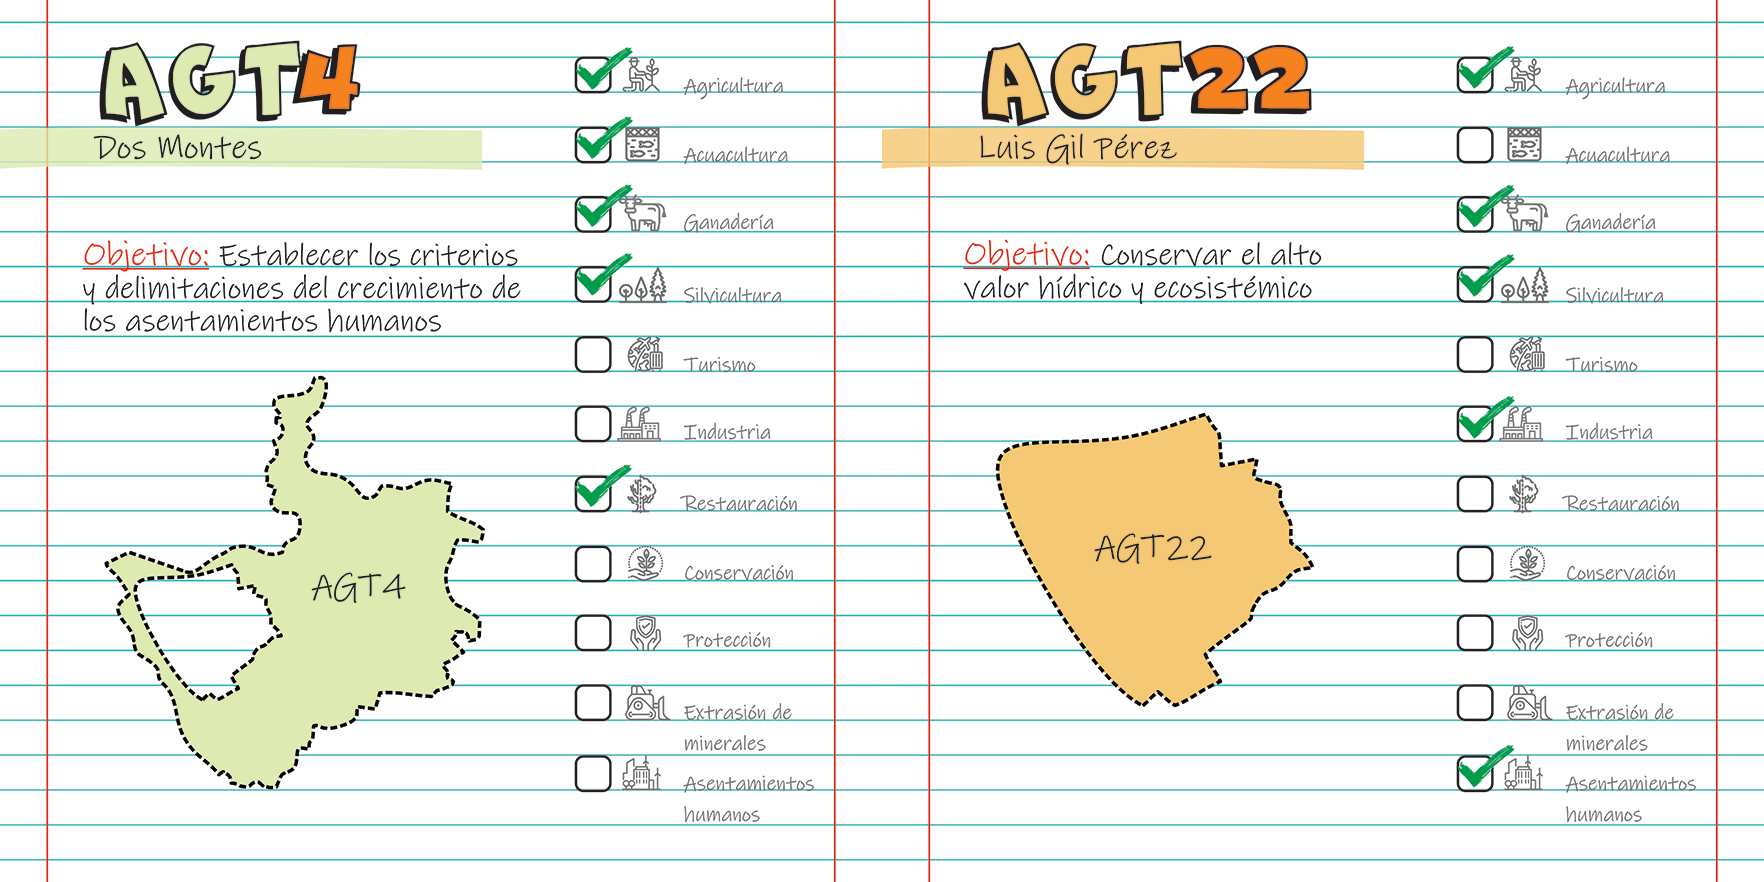 AGT4
Dos Montes
Objetivo: Establecer los criterios
y delimitaciones del crecimiento de
los asentamientos humanos
AGT4
Agricultura
Acuacultura
Ganadería
Silvicultura
Turismo
Industria
Restauración
Conservación
Protección
Extrasión de
minerales
Asentamientos
humanos
AGT22
Luis Gil Pérez
Objetivo: Conservar el alto
valor hídrico y ecosistémico
AGT22
Agricultura
Acuacultura
Ganadería
Silvicultura
Turismo
Industria
Restauración
Conservación
Protección
Extrasión de
minerales
Asentamientos
humanos